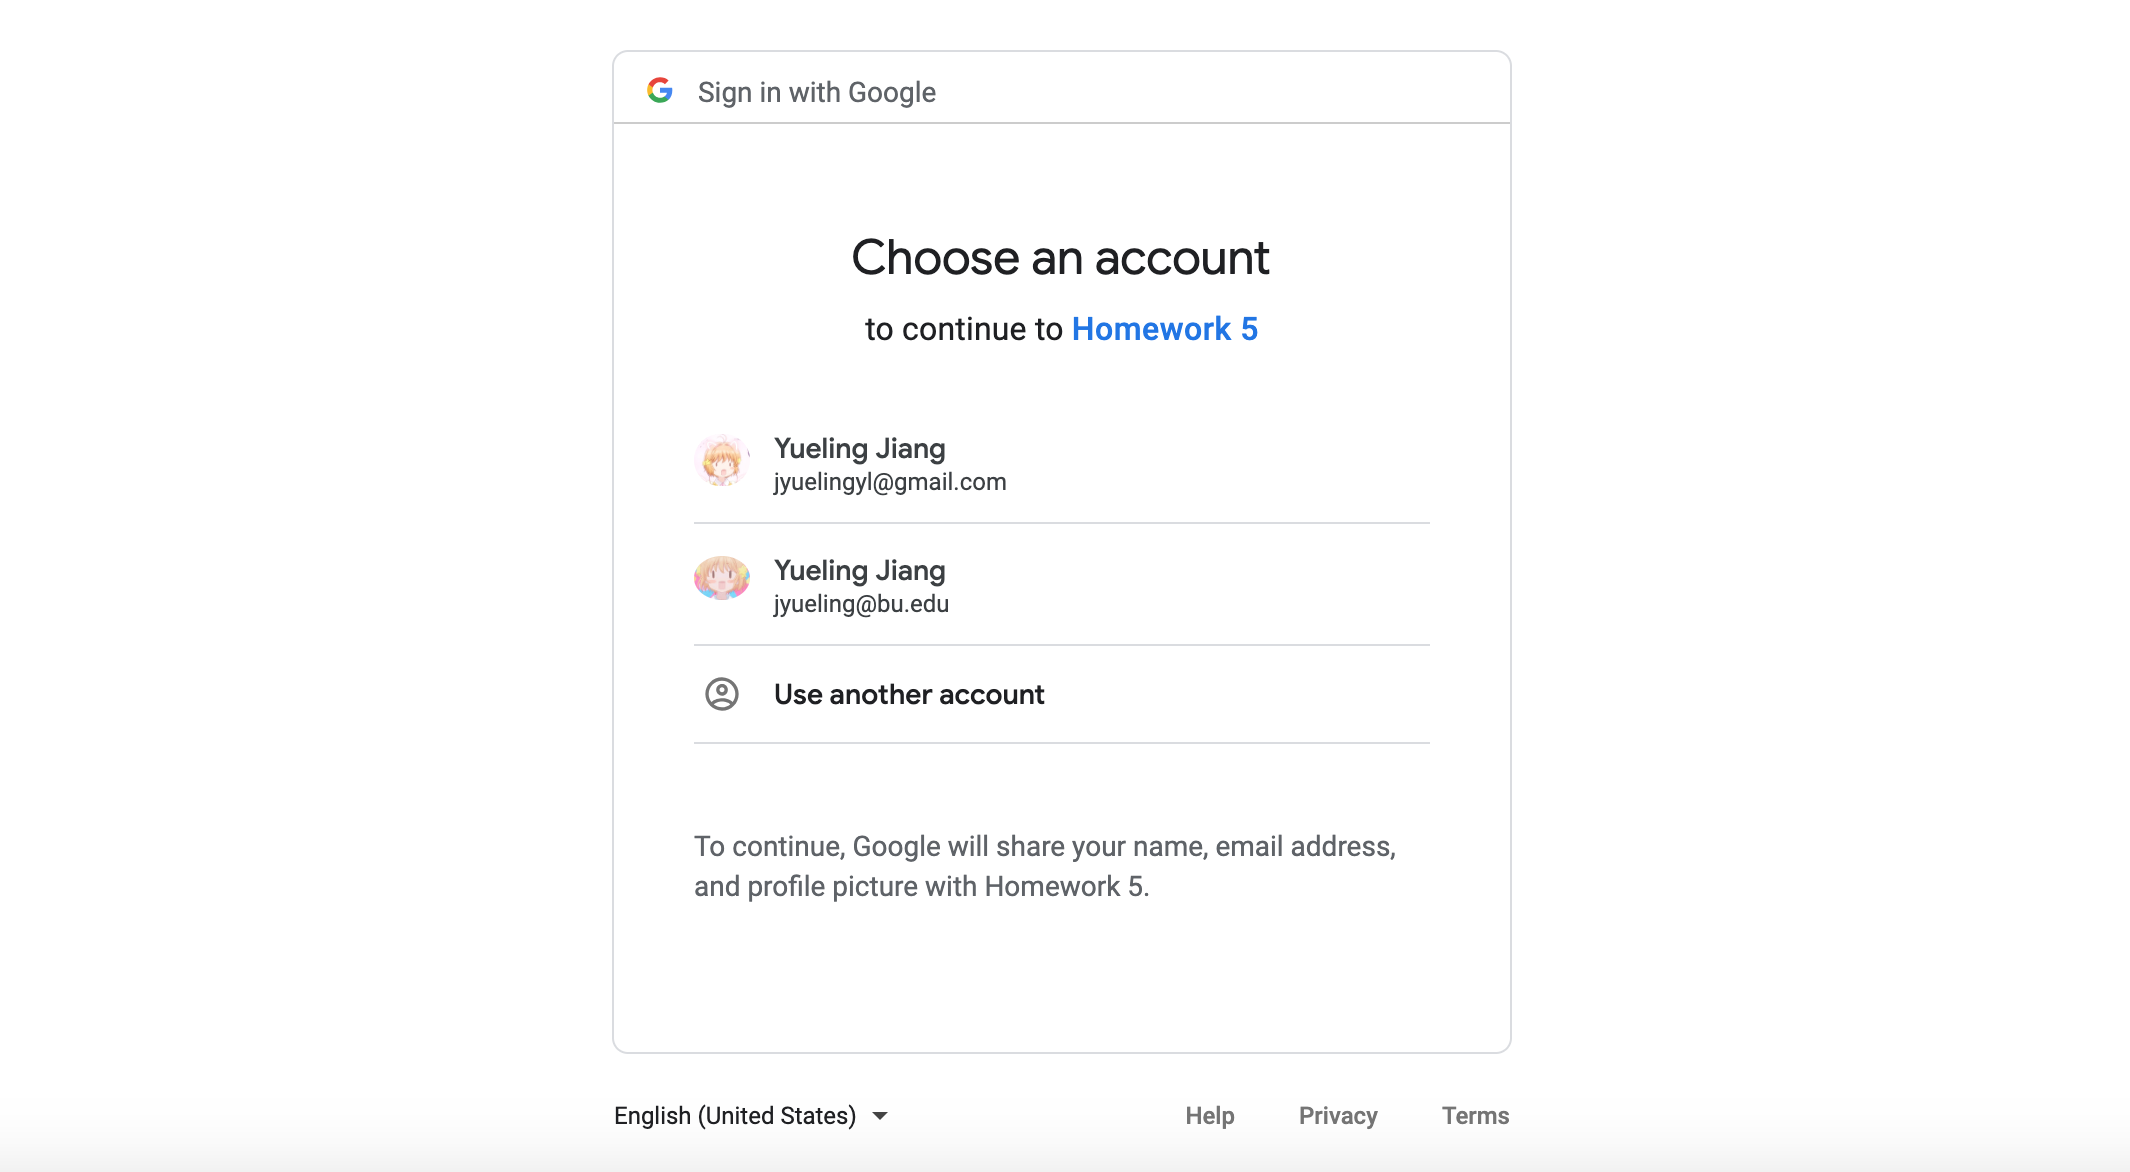 Sign in with Google
Choose an account
to continue to Homework 5
Yueling Jiang
jyuelingyl@gmail.com
Yueling Jiang
jyueling@bu.edu
Use another account
To continue, Google will share your name, email address,
and profile picture with Homework 5.
English (United States)
Help Privacy Terms